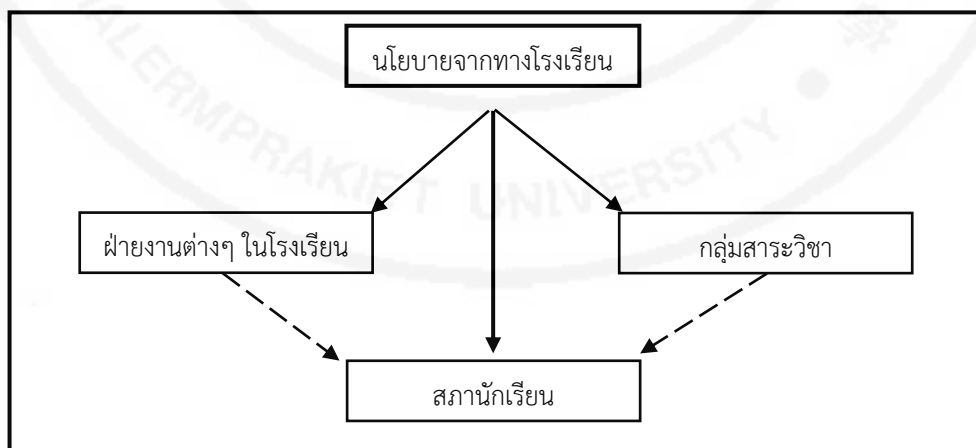 นโยบายจากทางโรงเรียน
ฝ่ายงานต่างๆ ในโรงเรียน
กลุ่มสาระวิชา
สภานักเรียน
ALERMPRAKIET UNIVERSITY